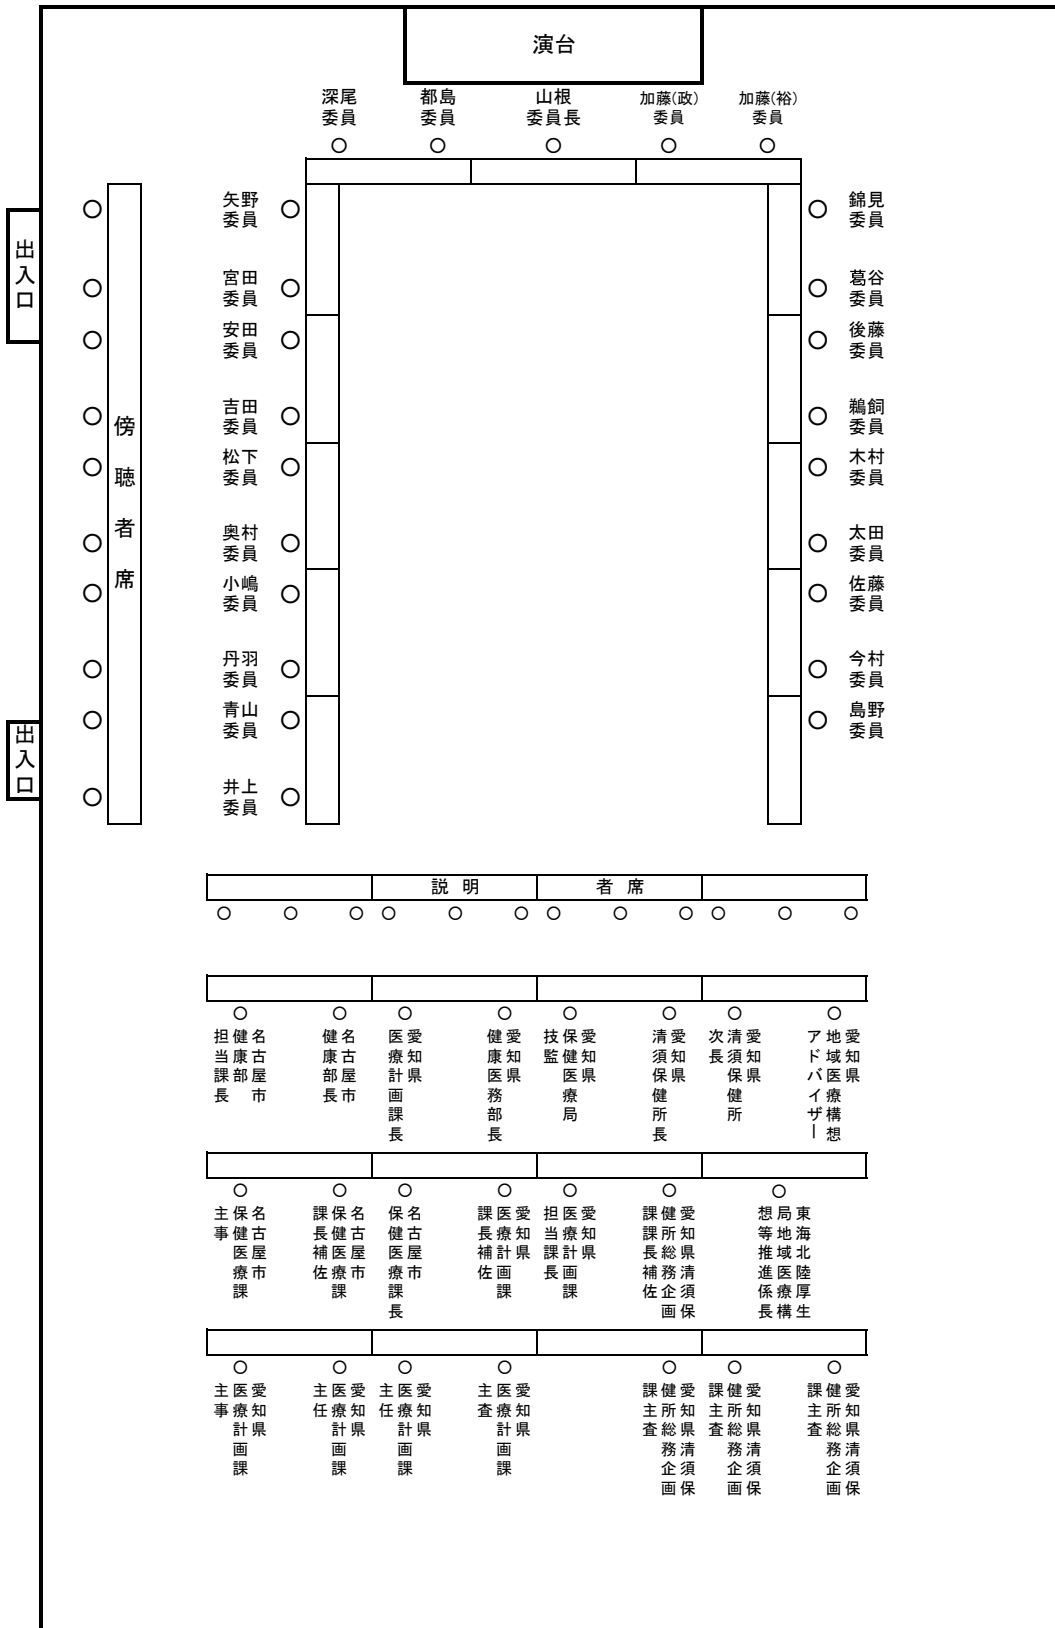 演台
深尾
委員
都島
委員
山根
委員長
加藤(政)
委員
加藤(裕)
委員
出入口
出入口
傍聴者席
矢野
委員
宮田
委員
安田
委員
吉田
委員
松下
委員
奥村
委員
小嶋
委員
丹羽
委員
青山
委員
井上
委員
錦見
委員
葛谷
委員
後藤
委員
鵜飼
委員
木村
委員
太田
委員
佐藤
委員
今村
委員
島野
委員
説明 者席
名古屋市
健康部
担当課長
名古屋市
健康部長
愛知県
医療計画課長
愛知県
健康医務部長
愛知県
保健医療局
技監
愛知県
清須保健所長
愛知県
清須保健所
次長
愛知県
地域医療構想
アドバイザー
名古屋市
保健医療課
主事
名古屋市
保健医療課
課長補佐
名古屋市
保健医療課長
愛知県
医療計画課
課長補佐
愛知県
医療計画課
担当課長
愛知県清須保
健所総務企画
課課長補佐
東海北陸厚生
局地域医療構
想等推進係長
愛知県
医療計画課
主事
愛知県
医療計画課
主任
愛知県
医療計画課
主任
愛知県
医療計画課
主査
愛知県清須保
健所総務企画
課主査
愛知県清須保
健所総務企画
課主査
愛知県清須保
健所総務企画
課主査